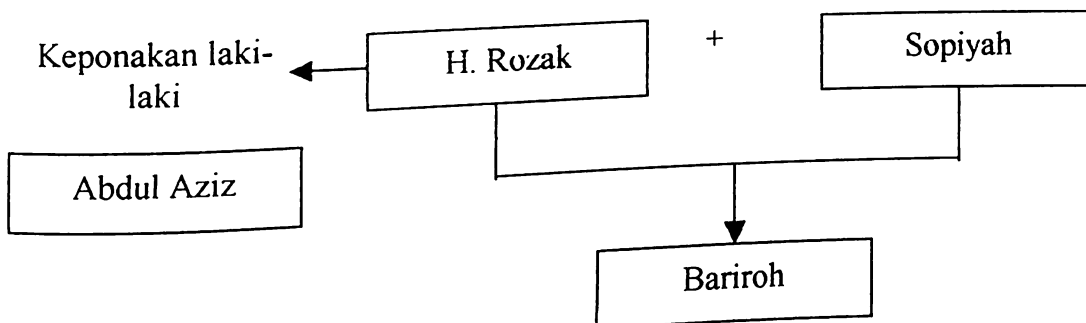 Keponakan laki-
laki
H. Rozak
+
Sopiyah
Abdul Aziz
Bariroh